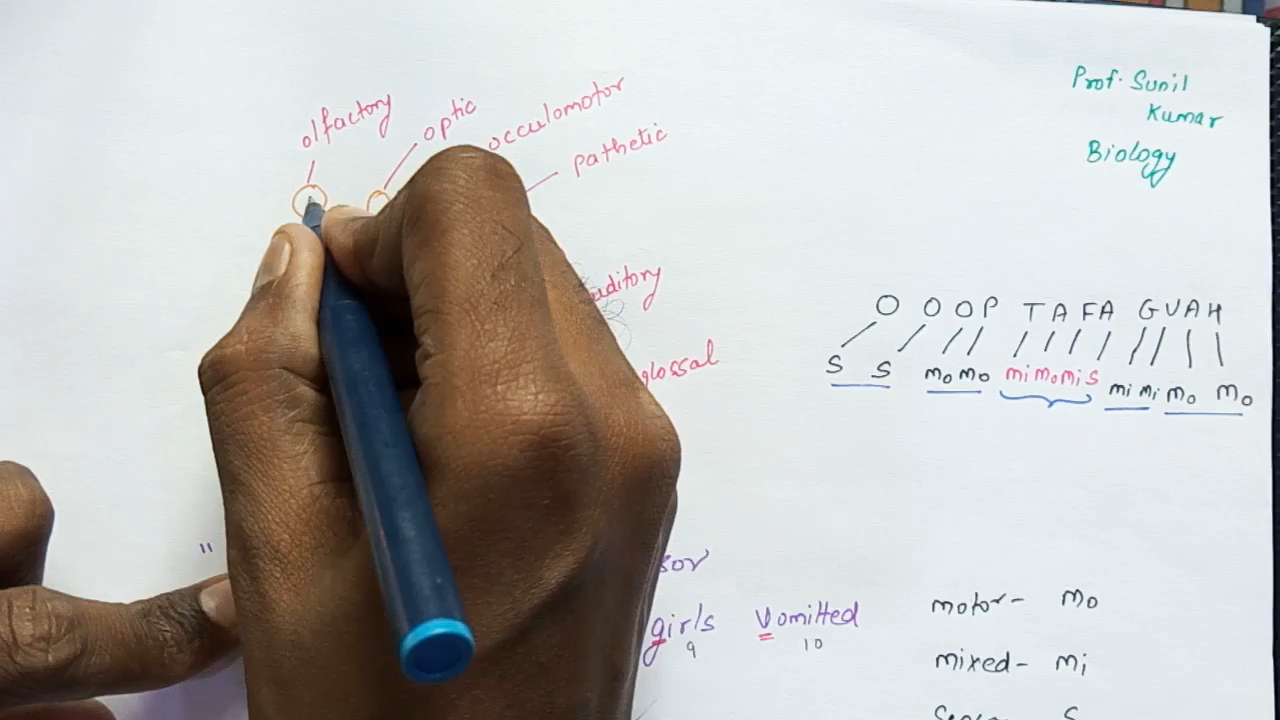 Prof. Sunil
Kumar
Biology
olfactory
optic
occulomotor
pathetic
auditory
glossal
O O O P T A F A G V A H
S S Mo Mo mi Mo Mi S Mi Mi Mo Mo
"
sor
girls Vomitted
9 10
motor - Mo
mixed - Mi